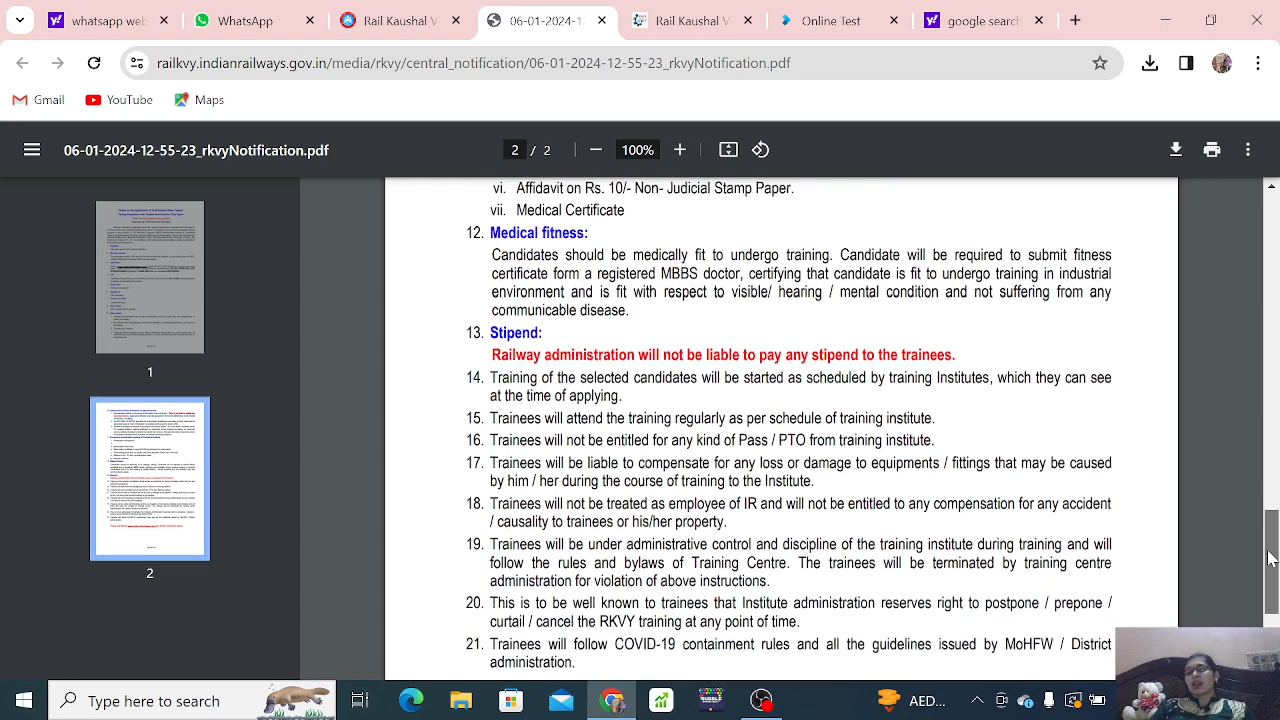 whatsapp web
WhatsApp
Rail Kaushal V
06-01-2024-12
Rail Kaushal V
Online Test
google search
railkvy.indianrailways.gov.in/media/rkvy/central_notification/06-01-2024-12-55-23_rkvyNotification.pdf
Gmail
YouTube
Maps
06-01-2024-12-55-23_rkvyNotification.pdf
2 / 2
100%
vi. Affidavit on Rs. 10/- Non- Judicial Stamp Paper.
vii. Medical Certificate
12. Medical fitness:
Candidates should be medically fit to undergo training. Candidate will be required to submit fitness
certificate from a registered MBBS doctor, certifying that candidate is fit to undergo training in industrial
environment and is fit with respect to visible/ hearing / mental condition and not suffering from any
communicable disease.
13. Stipend:
Railway administration will not be liable to pay any stipend to the trainees.
14. Training of the selected candidates will be started as scheduled by training Institutes, which they can see
at the time of applying.
15. Trainees will attend training regularly as per schedule of training Institute.
16. Trainees will not be entitled for any kind of Pass / PTO from training institute.
17. Trainees will be liable to compensate for any loss or damage to equipments / fittings that may be caused
by him / her during the course of training to the Institute.
18. Trainees will not be treated as employee of IR and will not be entitled to any compensation for any accident
/ causality to trainees or his/her property.
19. Trainees will be under administrative control and discipline of the training institute during training and will
follow the rules and bylaws of Training Centre. The trainees will be terminated by training centre
administration for violation of above instructions.
20. This is to be well known to trainees that Institute administration reserves right to postpone / prepone /
curtail / cancel the RKVY training at any point of time.
21. Trainees will follow COVID-19 containment rules and all the guidelines issued by MoHFW / District
administration.
1
2
Type here to search
AED...